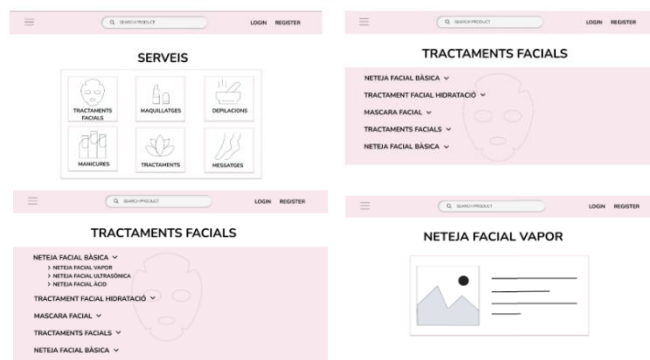 SEARCH PRODUCT
LOGIN REGISTER
SERVEIS
TRACTAMENTS FACIALS
MAQUILLATGES
DEPILACIONS
MANICURES
TRACTAMENTS
MESSATGES
SEARCH PRODUCT
LOGIN REGISTER
TRACTAMENTS FACIALS
NETEJA FACIAL BÀSICA
TRACTAMENT FACIAL HIDRATACIÓ
MASCARA FACIAL
TRACTAMENTS FACIALS
NETEJA FACIAL BÀSICA
SEARCH PRODUCT
LOGIN REGISTER
TRACTAMENTS FACIALS
NETEJA FACIAL BÀSICA
NETEJA FACIAL VAPOR
NETEJA FACIAL ULTRASÒNICA
NETEJA FACIAL ÀCID
TRACTAMENT FACIAL HIDRATACIÓ
MASCARA FACIAL
TRACTAMENTS FACIALS
NETEJA FACIAL BÀSICA
SEARCH PRODUCT
LOGIN REGISTER
NETEJA FACIAL VAPOR